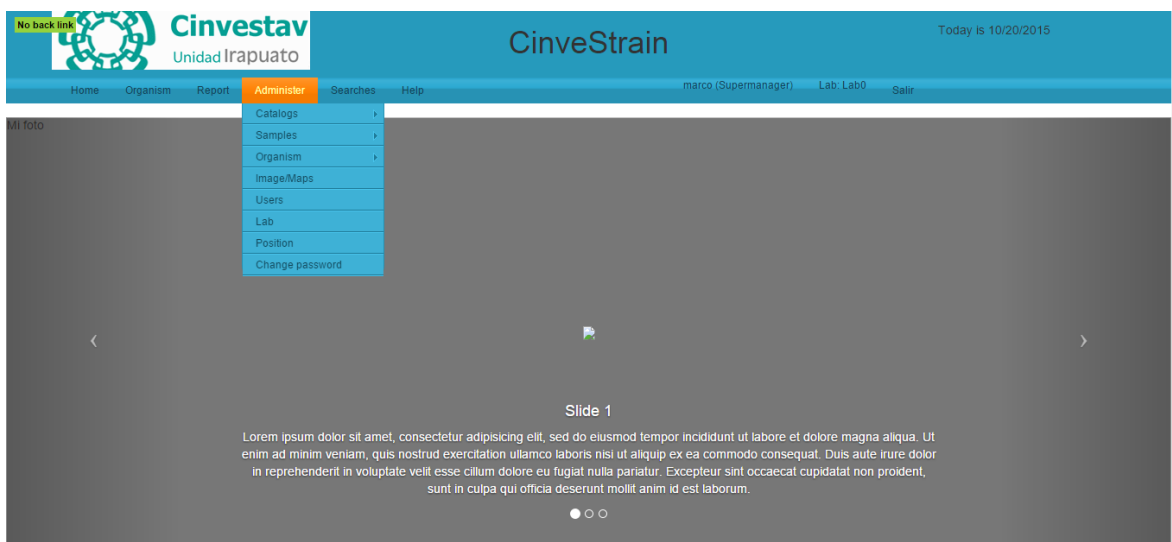 No back link
Cinvestav
Unidad Irapuato
CinveStrain
Today is 10/20/2015
Home Organism Report Administer Searches Help marco (Supermanager) Lab: Lab0 Salir
Catalogs
Samples
Organism
Image/Maps
Users
Lab
Position
Change password
Mi foto
Slide 1
Lorem ipsum dolor sit amet, consectetur adipisicing elit, sed do eiusmod tempor incididunt ut labore et dolore magna aliqua. Ut
enim ad minim veniam, quis nostrud exercitation ullamco laboris nisi ut aliquip ex ea commodo consequat. Duis aute irure dolor
in reprehenderit in voluptate velit esse cillum dolore eu fugiat nulla pariatur. Excepteur sint occaecat cupidatat non proident,
sunt in culpa qui officia deserunt mollit anim id est laborum.